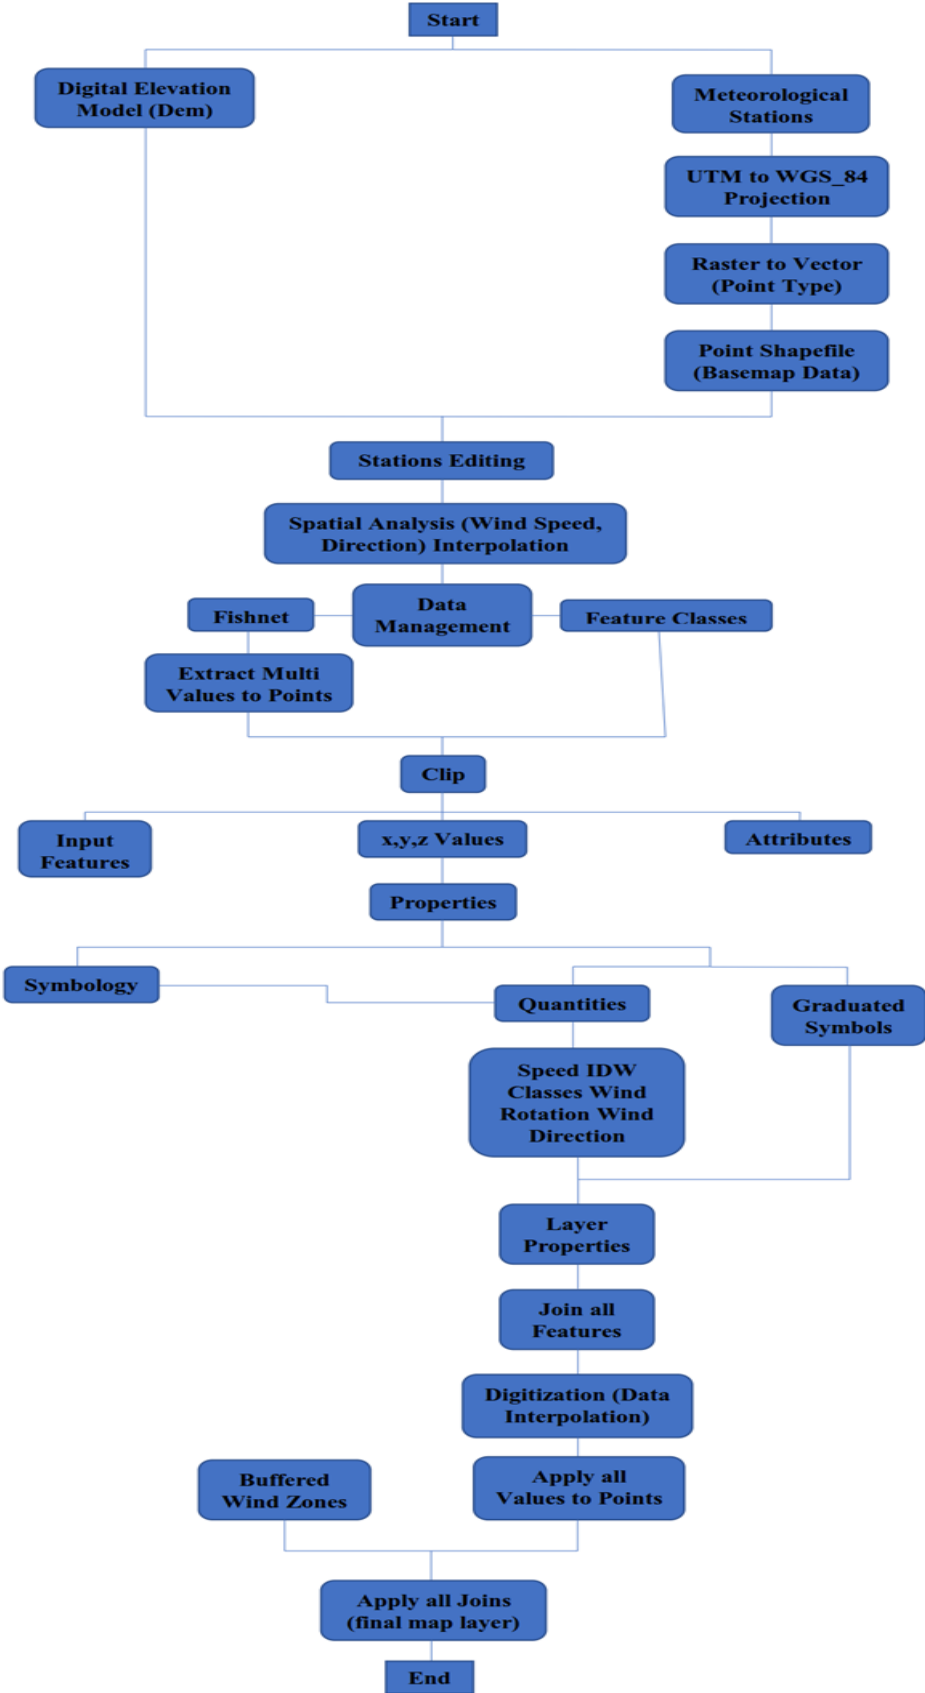 Start
Digital Elevation
Model (Dem)
Meteorological
Stations
UTM to WGS_84
Projection
Raster to Vector
(Point Type)
Point Shapefile
(Basemap Data)
Stations Editing
Spatial Analysis (Wind Speed,
Direction) Interpolation
Fishnet
Data
Management
Feature Classes
Extract Multi
Values to Points
Clip
Input
Features
x,y,z Values
Attributes
Properties
Symbology
Quantities
Graduated
Symbols
Speed IDW
Classes Wind
Rotation Wind
Direction
Layer
Properties
Join all
Features
Digitization (Data
Interpolation)
Buffered
Wind Zones
Apply all
Values to Points
Apply all Joins
(final map layer)
End